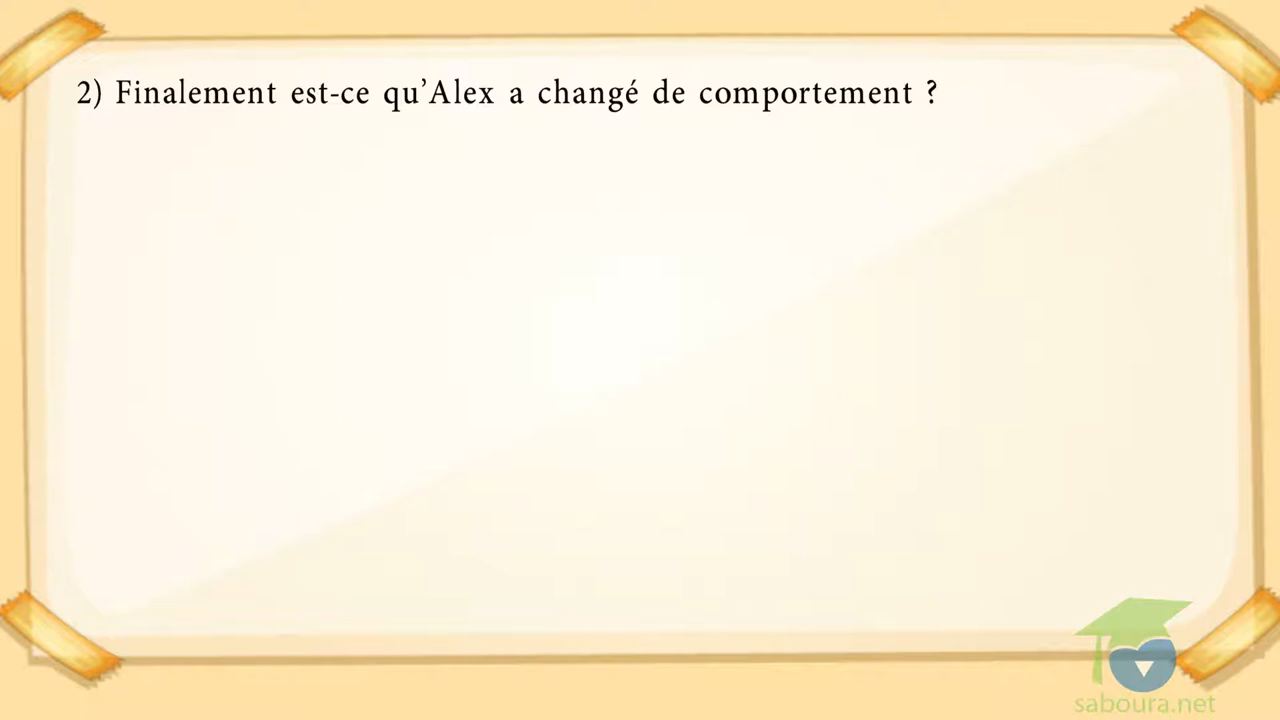 2) Finalement est-ce qu’Alex a changé de comportement ?
saboura.net